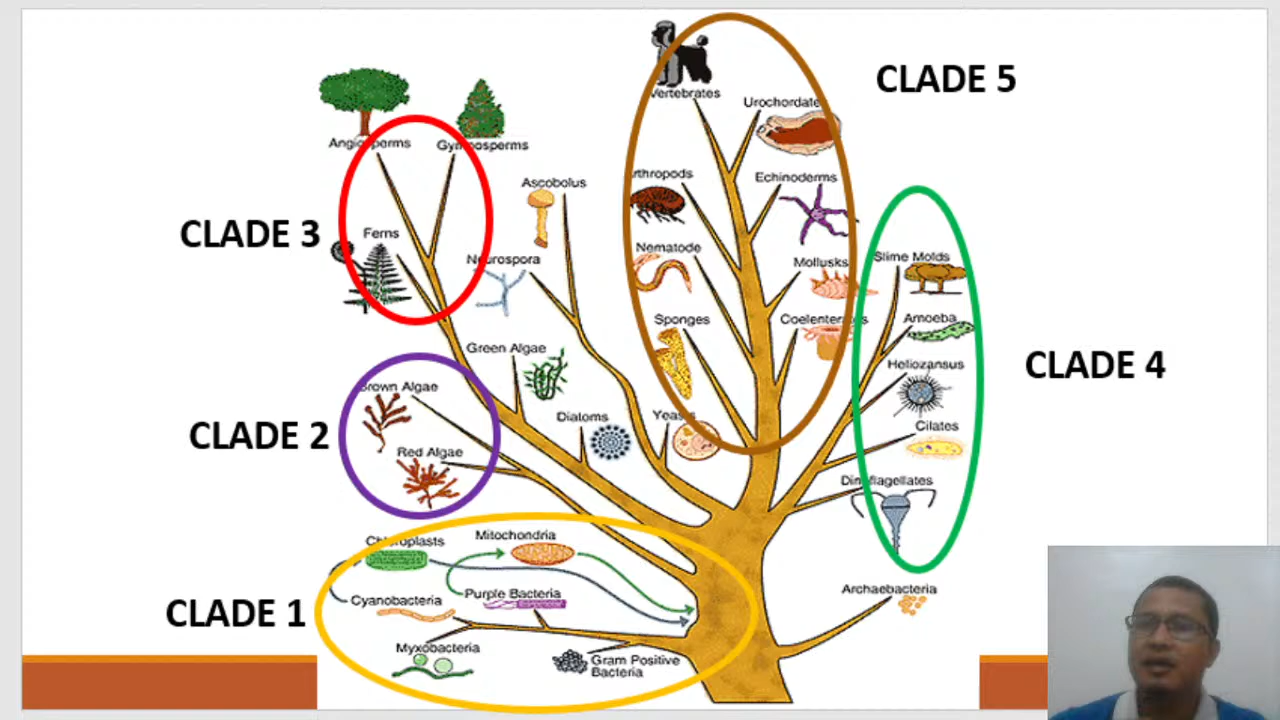 CLADE 5
Vertebrates
Urochordate
Angiosperms
Gymnosperms
Arthropods
Echinoderms
Ascobolus
CLADE 3
Ferns
Nematode
Neurospora
Mollusks
Slime Molds
Sponges
Coelenterates
Amoeba
Green Algae
Heliozansus
CLADE 4
Brown Algae
Diatoms
Yeasts
Cilates
CLADE 2
Red Algae
Dinoflagellates
Chloroplasts
Mitochondria
Archaebacteria
Cyanobacteria
Purple Bacteria
CLADE 1
Myxobacteria
Gram Positive
Bacteria